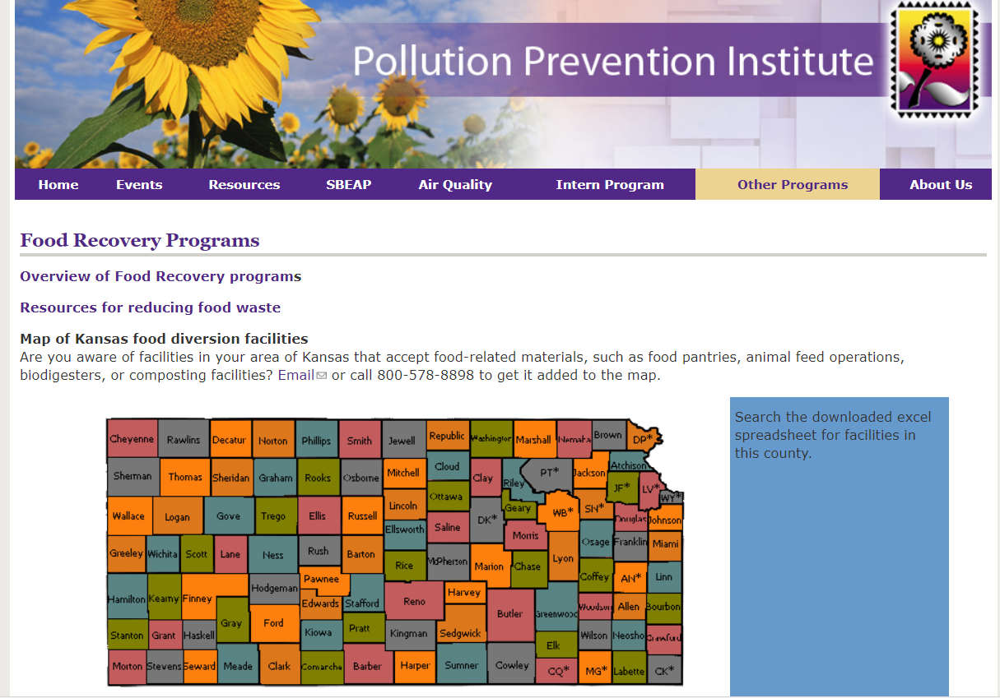 Pollution Prevention Institute
Home Events Resources SBEAP Air Quality Intern Program Other Programs About Us
Food Recovery Programs
Overview of Food Recovery programs
Resources for reducing food waste
Map of Kansas food diversion facilities
Are you aware of facilities in your area of Kansas that accept food-related materials, such as food pantries, animal feed operations,
biodigesters, or composting facilities? Email or call 800-578-8898 to get it added to the map.
Search the downloaded excel
spreadsheet for facilities in
this county.
Cheyenne Rawlins Decatur Norton Phillips Smith Jewell Republic Washington Marshall Nemaha Brown DP*
Sherman Thomas Sheridan Graham Rooks Osborne Mitchell Cloud Clay Riley PT* Jackson Atchison
Ottawa JF* LV* WY*
Wallace Logan Gove Trego Ellis Russell Lincoln Saline DK* Geary WB* SN* Douglas Johnson
Ellsworth Morris Osage Franklin Miami
Greeley Wichita Scott Lane Ness Rush Barton Rice McPherson Marion Chase Lyon
Coffey AN* Linn
Hamilton Kearny Finney Hodgeman Pawnee Stafford Reno Harvey Butler Greenwood Woodson Allen Bourbon
Edwards
Stanton Grant Haskell Gray Ford Kiowa Pratt Kingman Sedgwick Elk Wilson Neosho Crawford
Morton Stevens Seward Meade Clark Comanche Barber Harper Sumner Cowley CQ* MG* Labette CK*